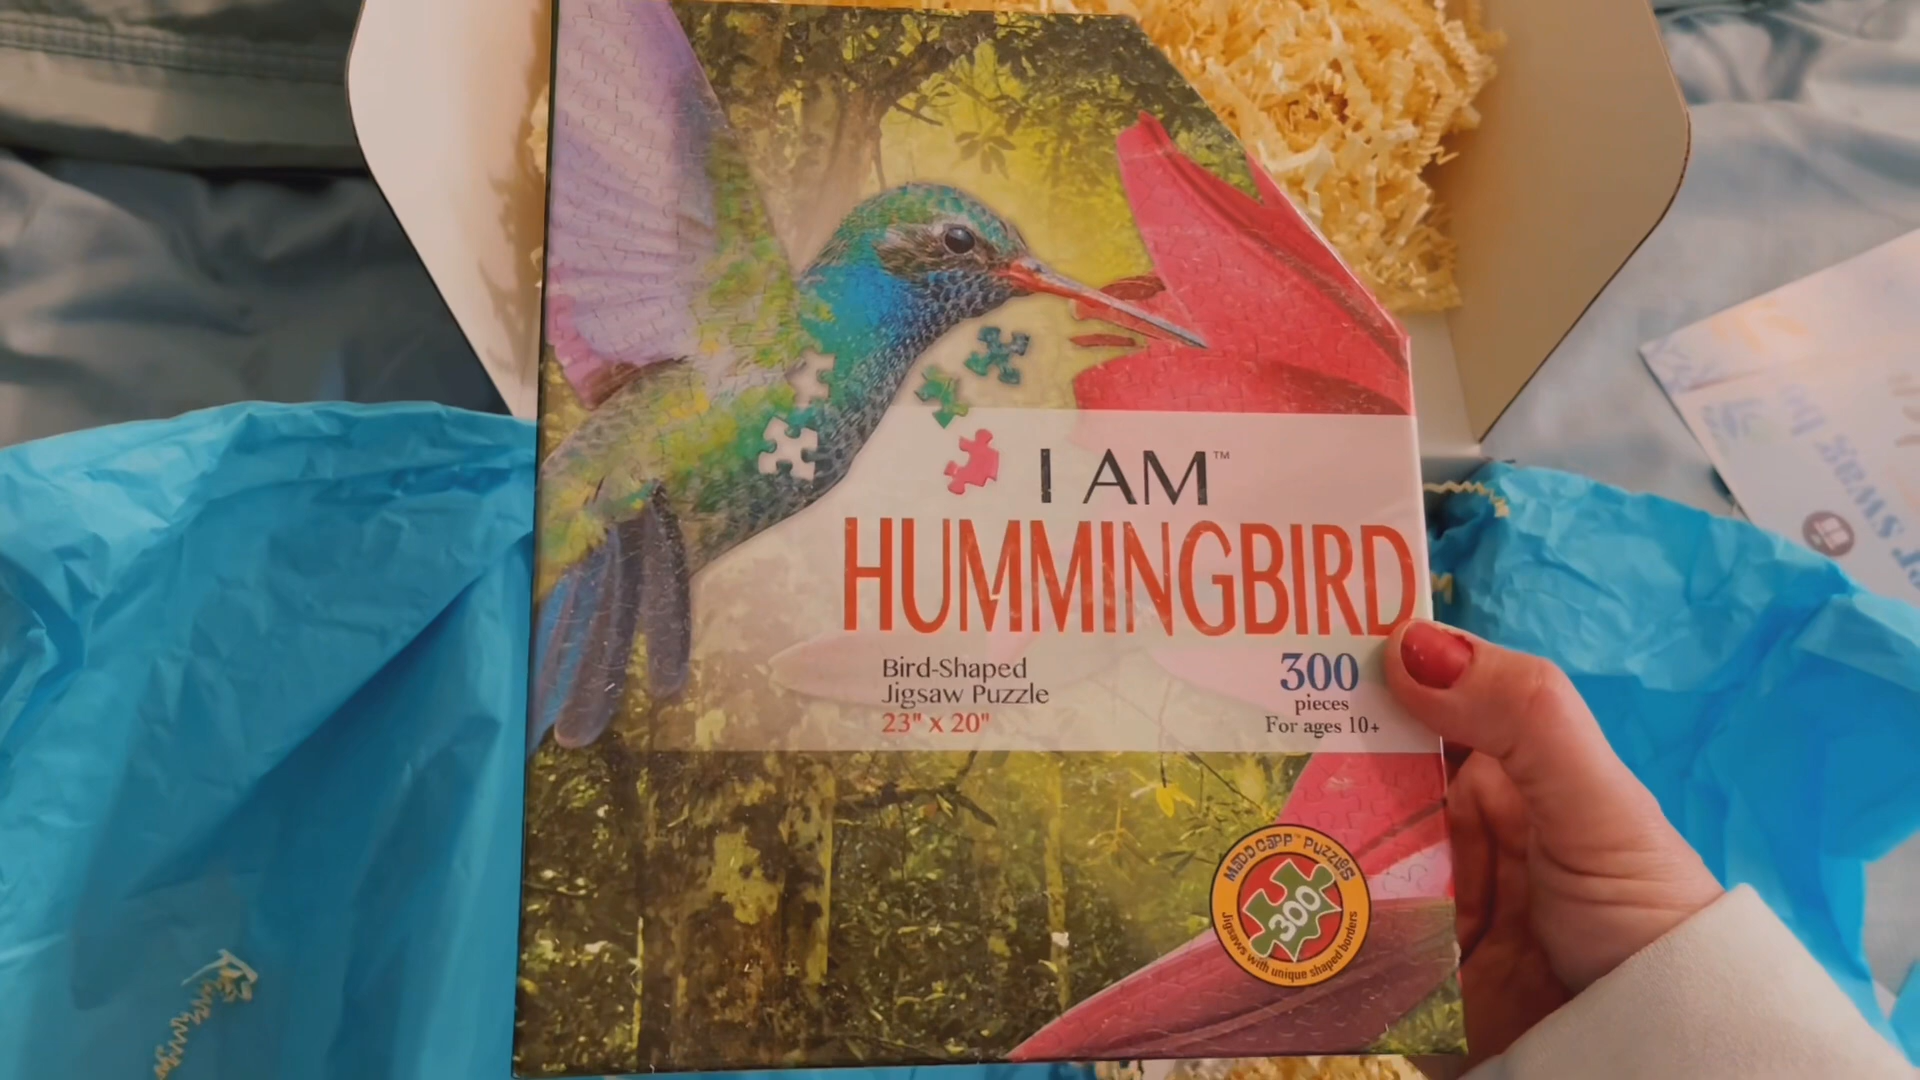 I AM™
HUMMINGBIRD
Bird-Shaped
Jigsaw Puzzle
23" x 20"
300
pieces
For ages 10+
MADD CAPP™ PUZZLES
300
Jigsaws with unique shaped borders